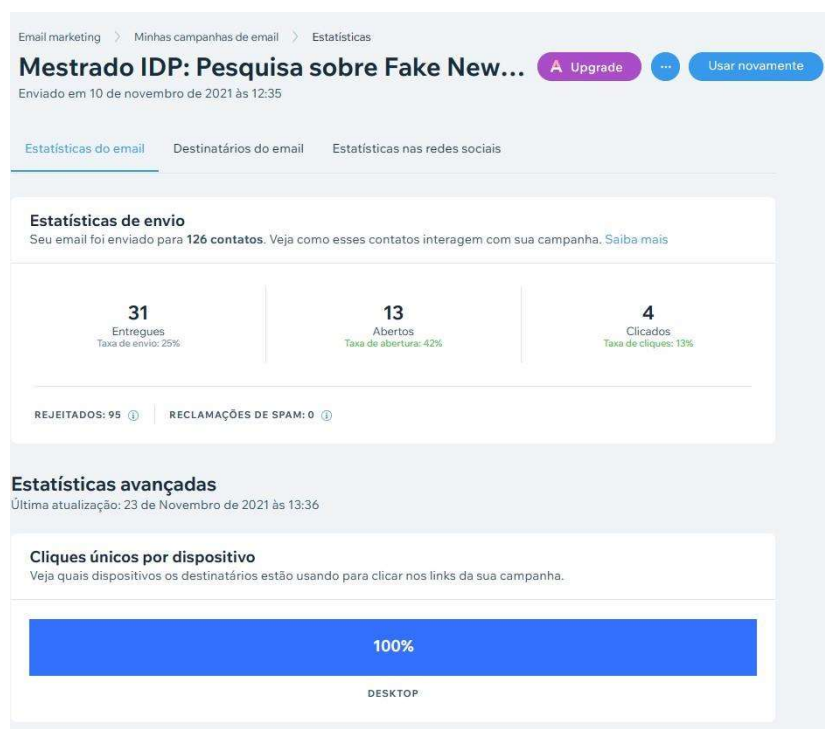 Email marketing > Minhas campanhas de email > Estatísticas
Mestrado IDP: Pesquisa sobre Fake New... Upgrade ... Usar novamente
Enviado em 10 de novembro de 2021 às 12:35
Estatísticas do email Destinatários do email Estatísticas nas redes sociais
Estatísticas de envio
Seu email foi enviado para 126 contatos. Veja como esses contatos interagem com sua campanha. Saiba mais
31 13 4
Entregues Abertos Clicados
Taxa de envio: 25% Taxa de abertura: 42% Taxa de cliques: 13%
REJEITADOS: 95 RECLAMAÇÕES DE SPAM: 0
Estatísticas avançadas
Última atualização: 23 de Novembro de 2021 às 13:36
Cliques únicos por dispositivo
Veja quais dispositivos os destinatários estão usando para clicar nos links da sua campanha.
100%
DESKTOP